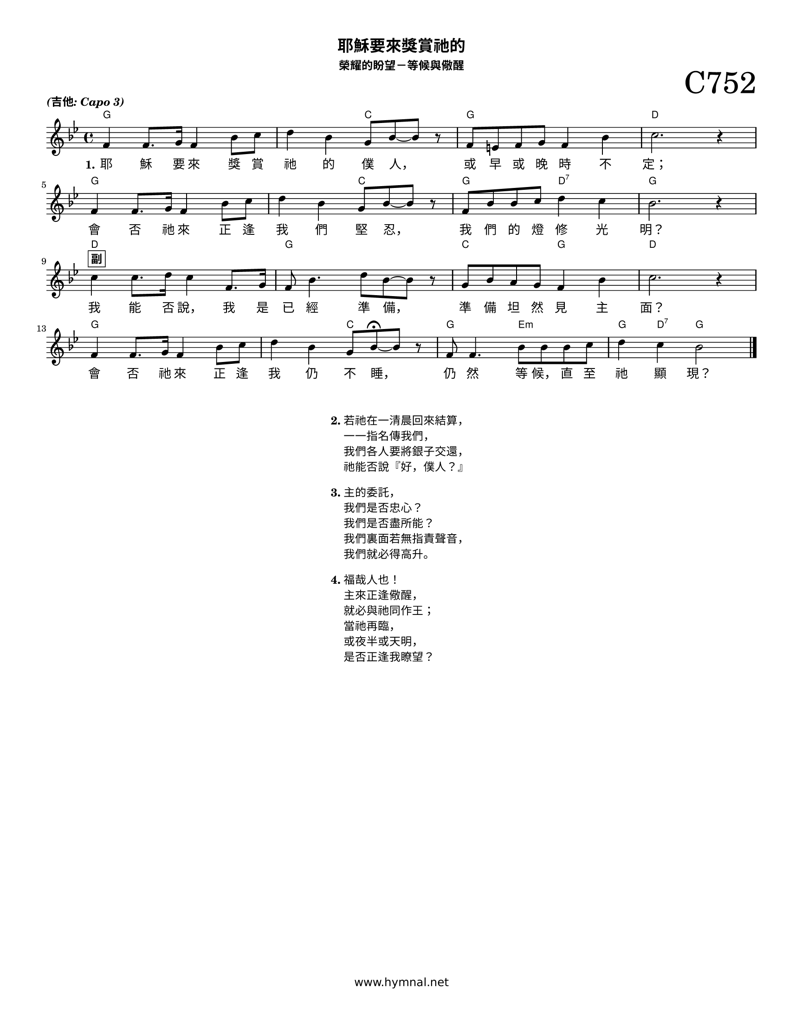 耶穌要來獎賞祂的
榮耀的盼望－等候與儆醒
C752
(吉他: Capo 3)
G C G D
1. 耶 穌 要 來 獎 賞 祂 的 僕 人， 或 早 或 晚 時 不 定；
5 G C G D7 G
會 否 祂 來 正 逢 我 們 堅 忍， 我 們 的 燈 修 光 明？
D G C G D
9 副
我 能 否 說， 我 是 已 經 準 備， 準 備 坦 然 見 主 面？
13 G C G Em G D7 G
會 否 祂 來 正 逢 我 仍 不 睡， 仍 然 等 候， 直 至 祂 顯 現？
2. 若祂在一清晨回來結算，
一一指名傳我們，
我們各人要將銀子交還，
祂能否說『好，僕人？』
3. 主的委託，
我們是否忠心？
我們是否盡所能？
我們裏面若無指責聲音，
我們就必得高升。
4. 福哉人也！
主來正逢儆醒，
就必與祂同作王；
當祂再臨，
或夜半或天明，
是否正逢我瞭望？
www.hymnal.net